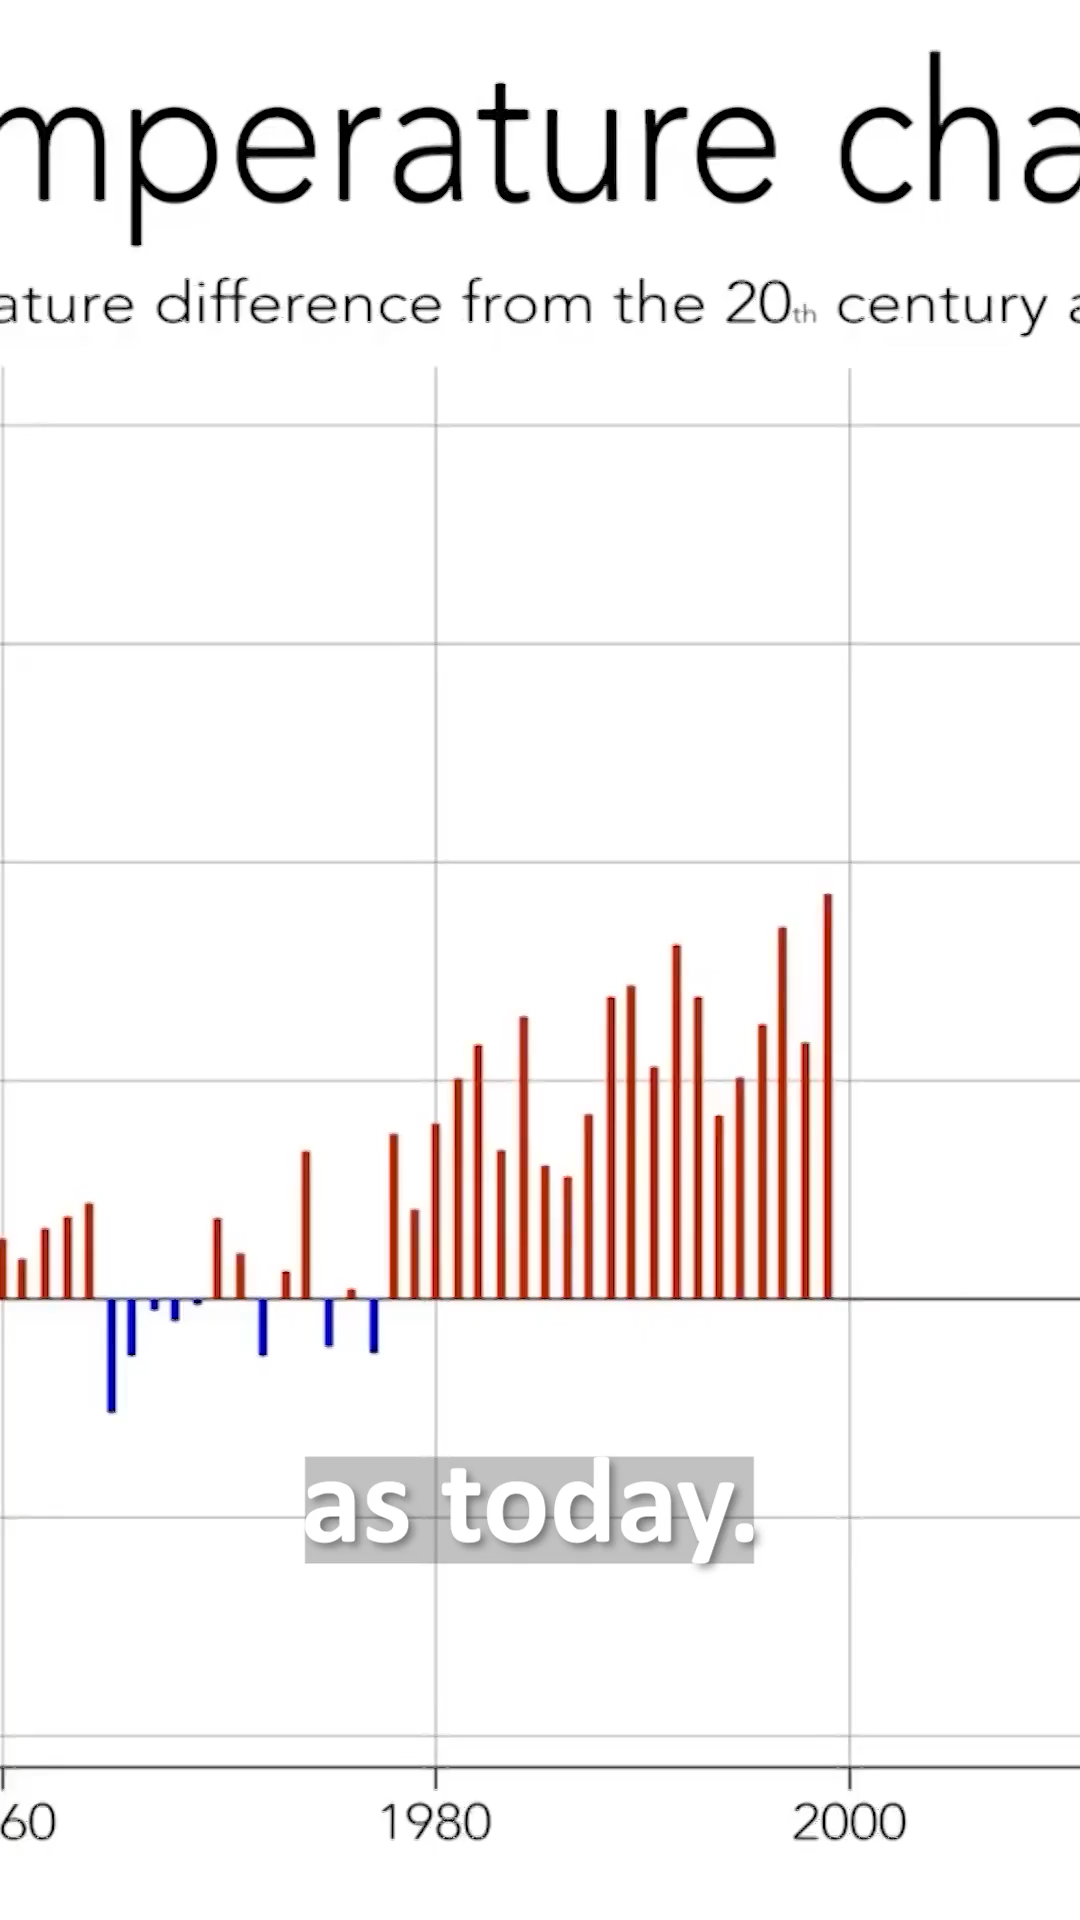 mperature cha
ature difference from the 20th century a
as today.
60
1980
2000